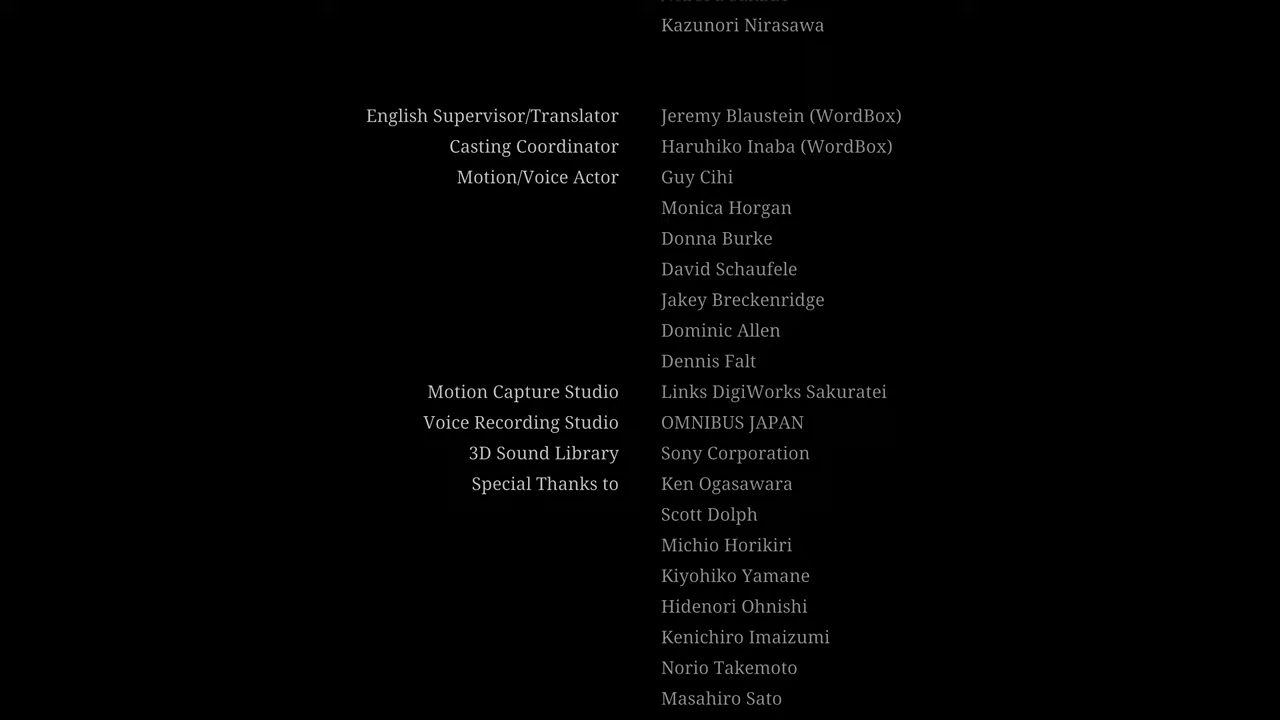 Kazunori Nirasawa
English Supervisor/Translator Jeremy Blaustein (WordBox)
Casting Coordinator Haruhiko Inaba (WordBox)
Motion/Voice Actor Guy Cihi
Monica Horgan
Donna Burke
David Schaufele
Jakey Breckenridge
Dominic Allen
Dennis Falt
Motion Capture Studio Links DigiWorks Sakuratei
Voice Recording Studio OMNIBUS JAPAN
3D Sound Library Sony Corporation
Special Thanks to Ken Ogasawara
Scott Dolph
Michio Horikiri
Kiyohiko Yamane
Hidenori Ohnishi
Kenichiro Imaizumi
Norio Takemoto
Masahiro Sato